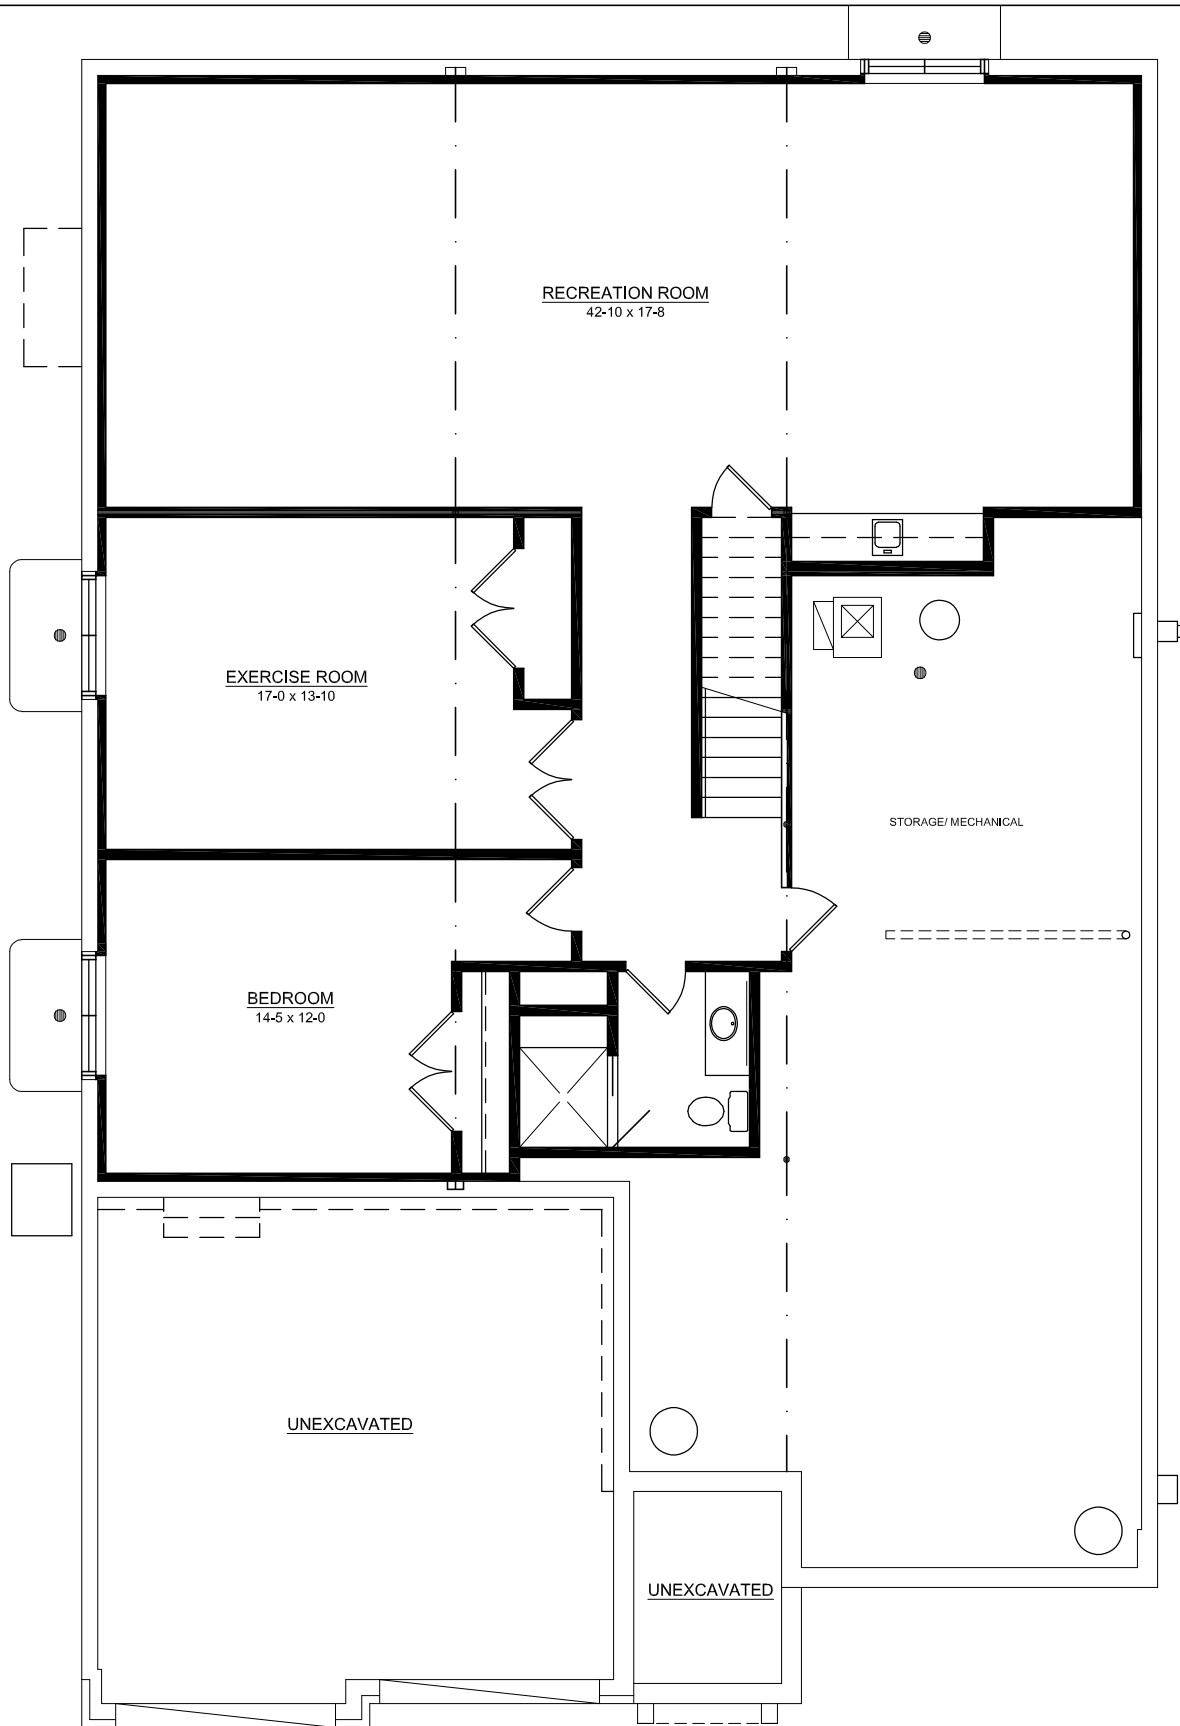 RECREATION ROOM
42-10 x 17-8
EXERCISE ROOM
17-0 x 13-10
STORAGE/ MECHANICAL
BEDROOM
14-5 x 12-0
UNEXCAVATED
UNEXCAVATED